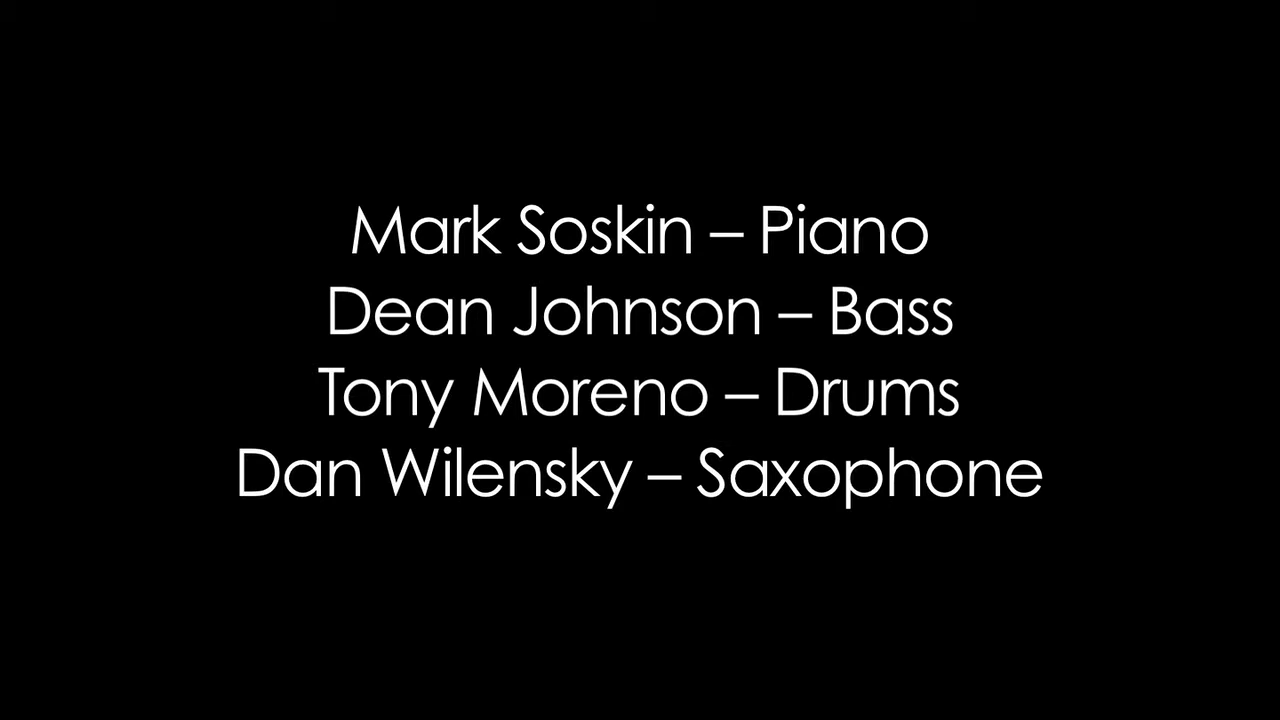 Mark Soskin – Piano
Dean Johnson – Bass
Tony Moreno – Drums
Dan Wilensky – Saxophone